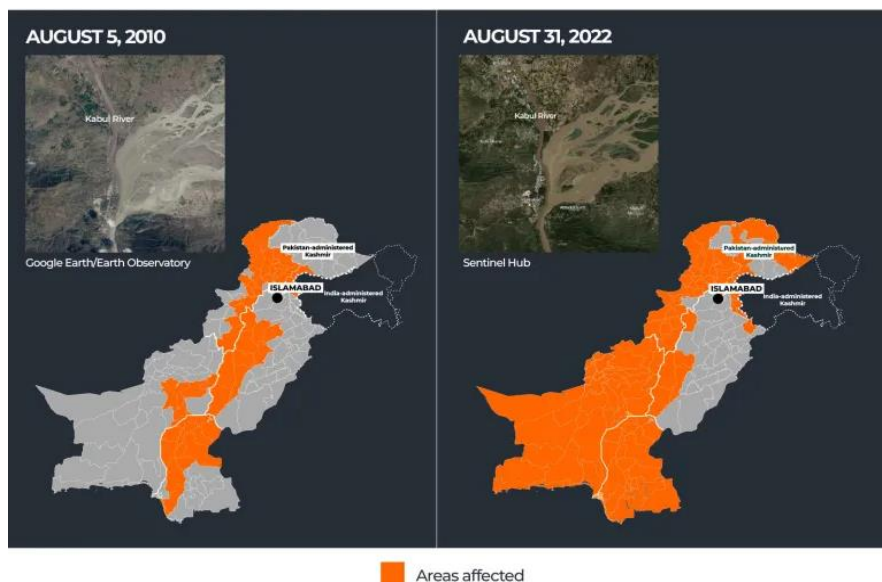 AUGUST 5, 2010
Kabul River
Google Earth/Earth Observatory
Pakistan-administered
Kashmir
ISLAMABAD
India-administered
Kashmir
AUGUST 31, 2022
Kabul River
Sentinel Hub
Pakistan-administered
Kashmir
ISLAMABAD
India-administered
Kashmir
Areas affected